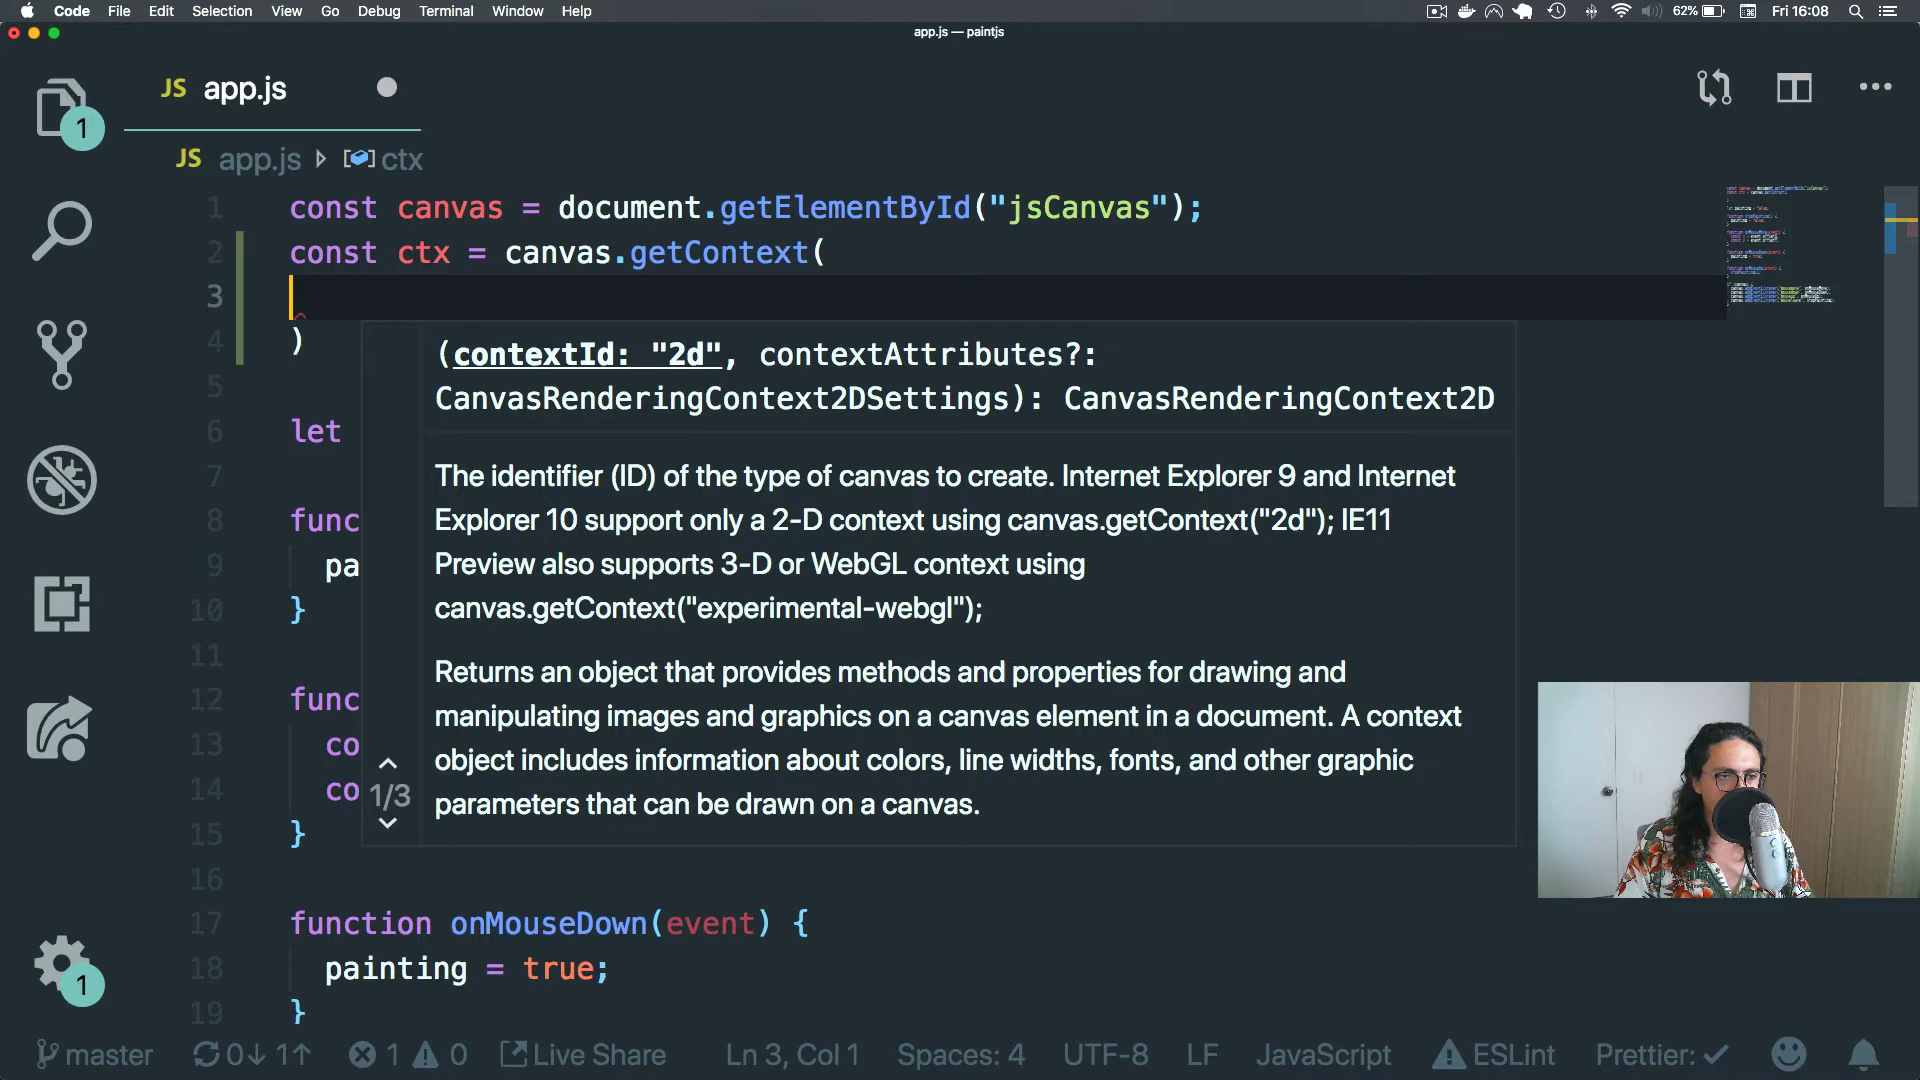 Code File Edit Selection View Go Debug Terminal Window Help 62% Fri 16:08
app.js — paintjs
1
JS app.js
JS app.js ctx
1 const canvas = document.getElementById("jsCanvas");
2 const ctx = canvas.getContext(
3
4 )
5
6 let
7
8 func
9 pa
10 }
11
12 func
13 co
14 co
15 }
16
17 function onMouseDown(event) {
18 painting = true;
19 }
(contextId: "2d", contextAttributes?:
CanvasRenderingContext2DSettings): CanvasRenderingContext2D
The identifier (ID) of the type of canvas to create. Internet Explorer 9 and Internet
Explorer 10 support only a 2-D context using canvas.getContext("2d"); IE11
Preview also supports 3-D or WebGL context using
canvas.getContext("experimental-webgl");
Returns an object that provides methods and properties for drawing and
manipulating images and graphics on a canvas element in a document. A context
object includes information about colors, line widths, fonts, and other graphic
parameters that can be drawn on a canvas.
1/3
1
master 0↓ 1↑ 1 0 Live Share Ln 3, Col 1 Spaces: 4 UTF-8 LF JavaScript ESLint Prettier: ✓